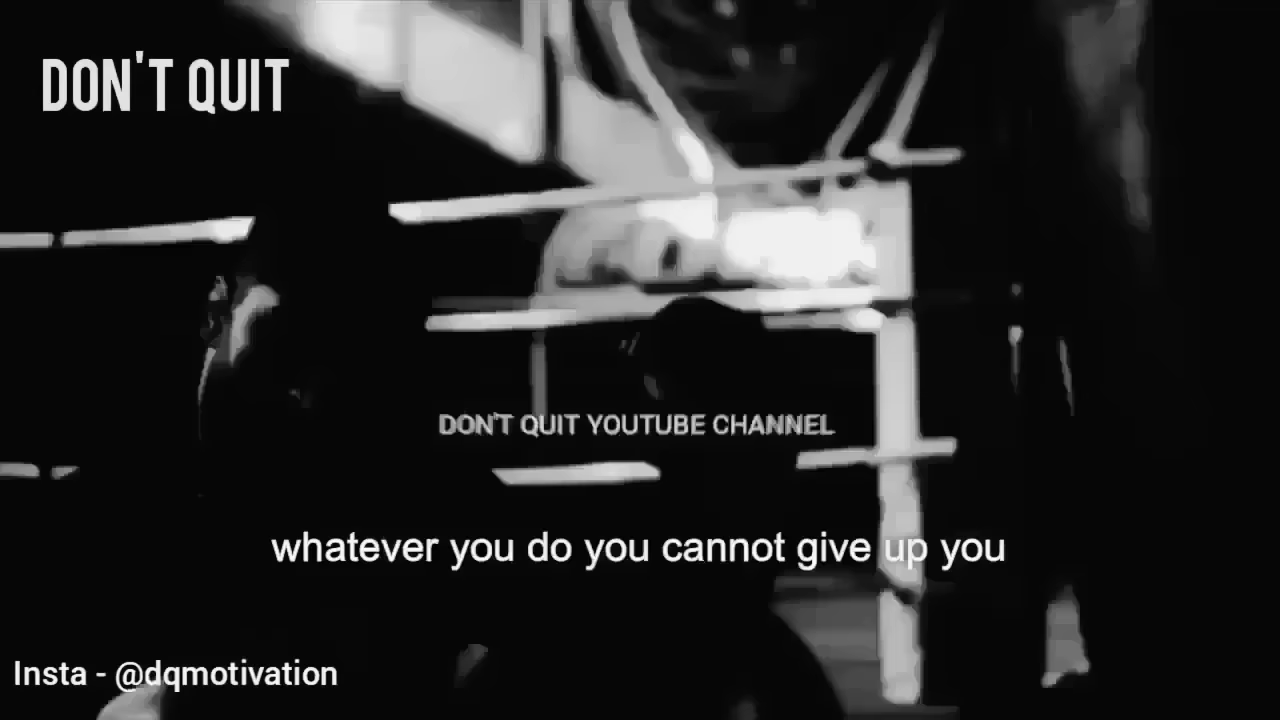 DON'T QUIT
DON'T QUIT YOUTUBE CHANNEL
whatever you do you cannot give up you
Insta - @dqmotivation